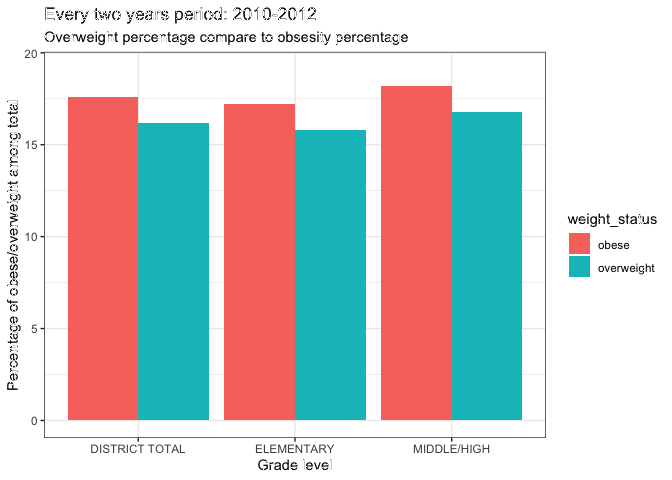 Every two years period: 2010-2012
Overweight percentage compare to obsesity percentage
Percentage of obese/overweight among total
20
15
10
5
0
DISTRICT TOTAL
ELEMENTARY
MIDDLE/HIGH
Grade level
weight_status
obese
overweight